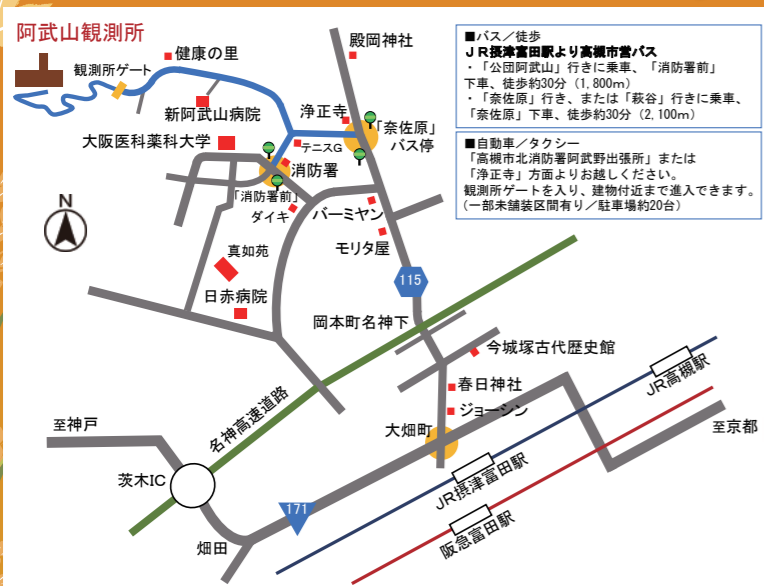 阿武山観測所
■バス／徒歩
ＪＲ摂津富田駅より高槻市営バス
・「公団阿武山」行きに乗車、「消防署前」
下車、徒歩約30分（1,800m）
・「奈佐原」行き、または「萩谷」行きに乗車、
「奈佐原」下車、徒歩約30分（2,100m）
■自動車／タクシー
「高槻市北消防署阿武野出張所」または
「浄正寺」方面よりお越しください。
観測所ゲートを入り、建物付近まで進入できます。
（一部未舗装区間有り／駐車場約20台）
殿岡神社
健康の里
観測所ゲート
新阿武山病院
浄正寺
「奈佐原」
バス停
大阪医科薬科大学
テニスG
消防署
「消防署前」
ダイキ
バーミヤン
N
モリタ屋
真如苑
115
日赤病院
岡本町名神下
今城塚古代歴史館
JR高槻駅
春日神社
ジョーシン
名神高速道路
至神戸
大畑町
至京都
茨木IC
JR摂津富田駅
171
阪急富田駅
畑田